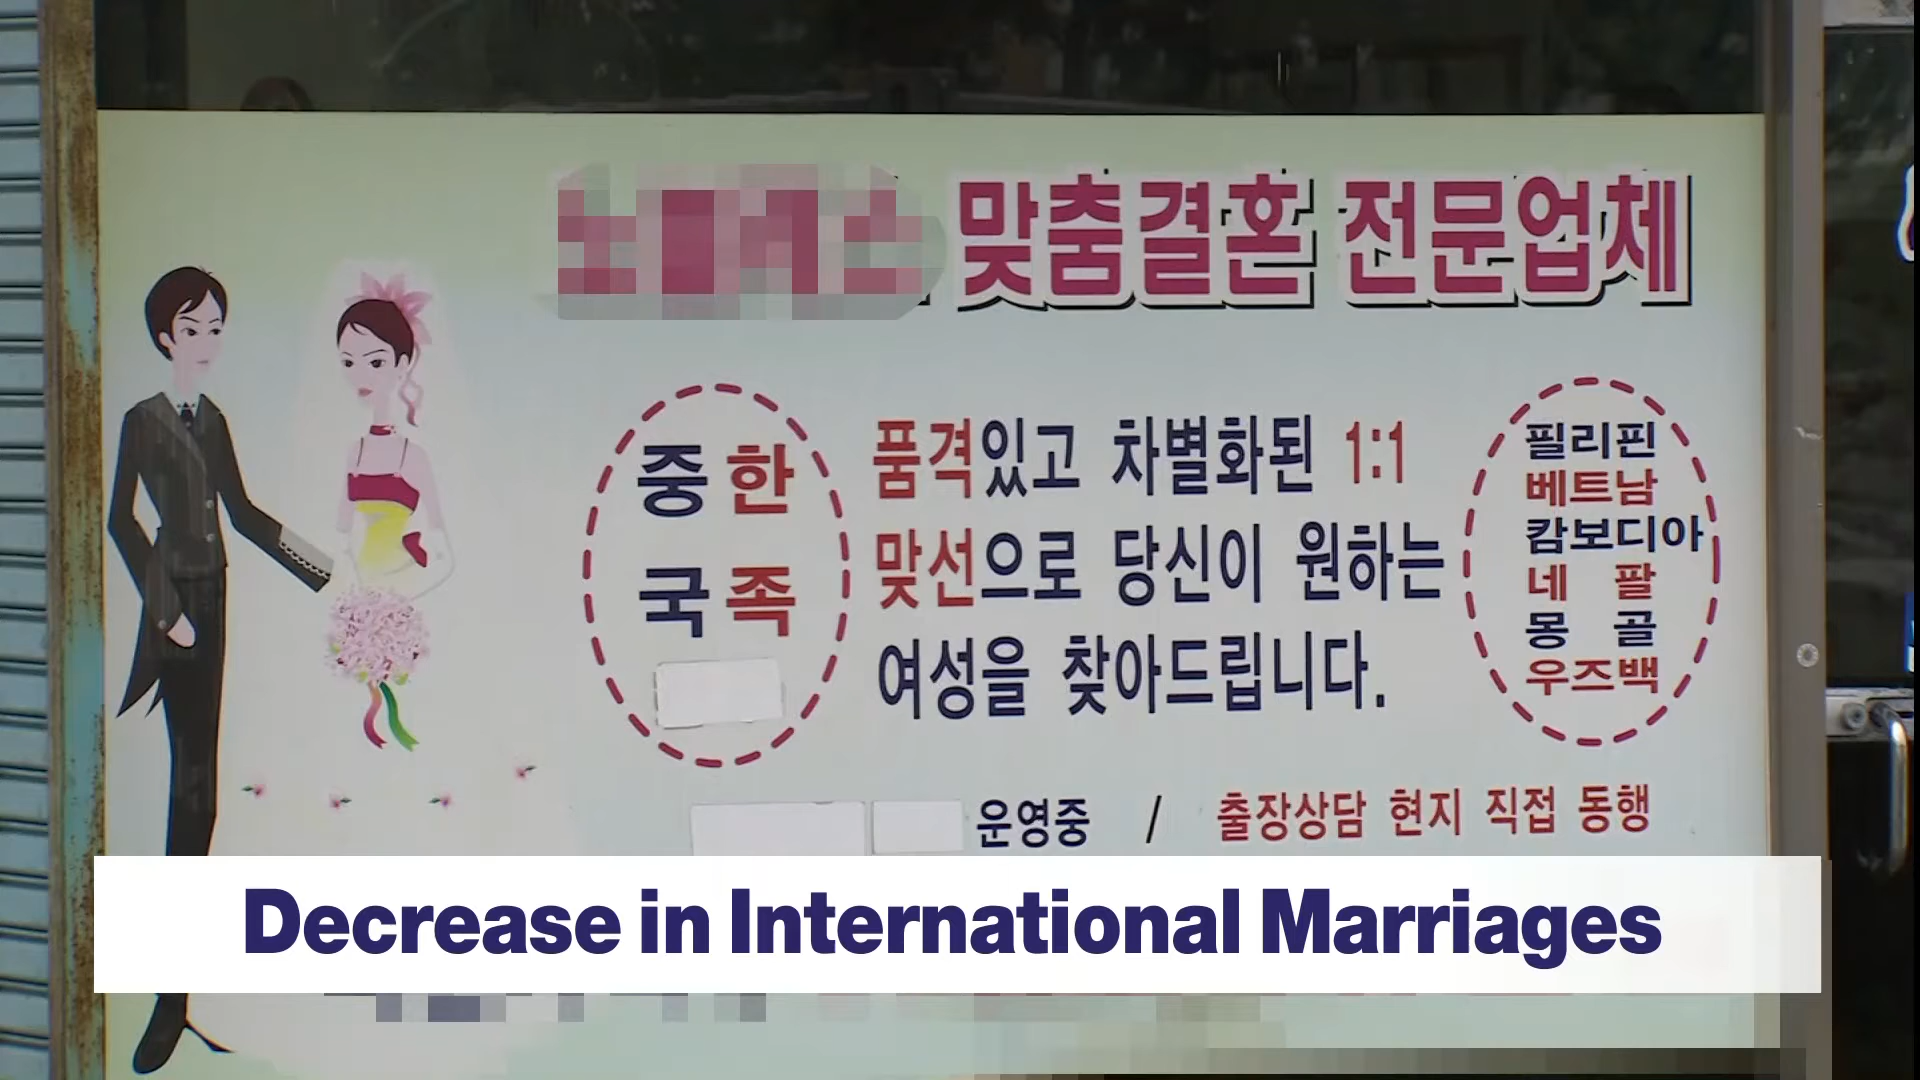 맞춤결혼 전문업체
중 한
국 족
품격있고 차별화된 1:1
맞선으로 당신이 원하는
여성을 찾아드립니다.
필리핀
베트남
캄보디아
네 팔
몽 골
우즈백
운영중 / 출장상담 현지 직접 동행
Decrease in International Marriages